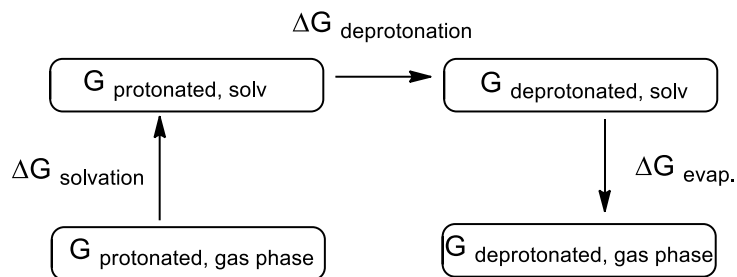 ΔG deprotonation
G protonated, solv
G deprotonated, solv
ΔG solvation
ΔG evap.
G protonated, gas phase
G deprotonated, gas phase